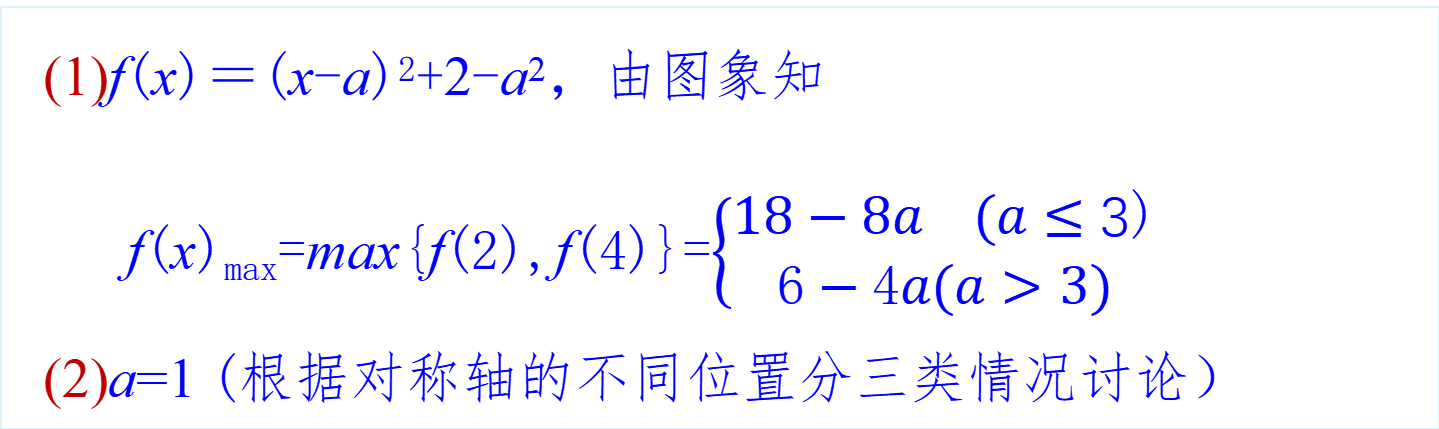 (1)f(x)＝(x-a)²+2-a²，由图象知
f(x)max=max{f(2),f(4)}={18－8a (a≤3)
6－4a(a＞3)
(2)a=1（根据对称轴的不同位置分三类情况讨论）